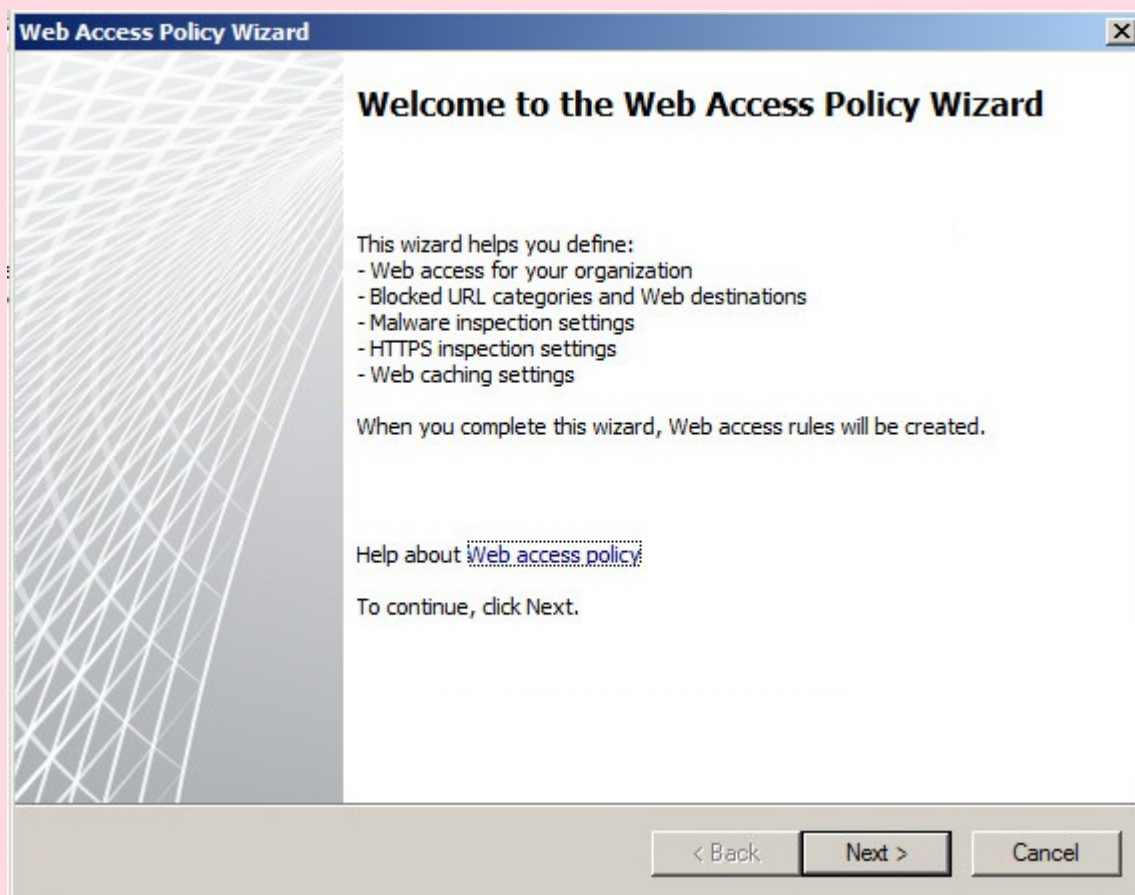 Web Access Policy Wizard
Welcome to the Web Access Policy Wizard
This wizard helps you define:
- Web access for your organization
- Blocked URL categories and Web destinations
- Malware inspection settings
- HTTPS inspection settings
- Web caching settings
When you complete this wizard, Web access rules will be created.
Help about Web access policy
To continue, click Next.
< Back
Next >
Cancel